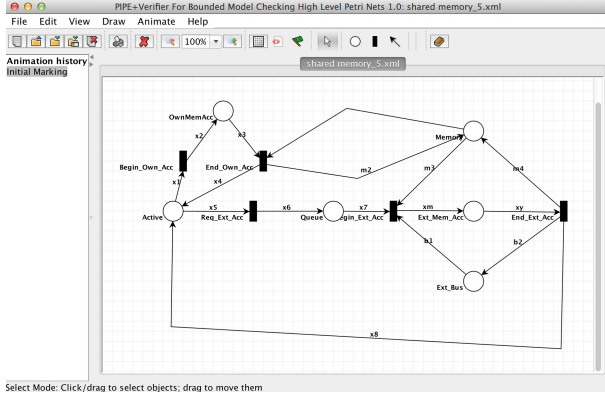 PIPE+Verifier For Bounded Model Checking High Level Petri Nets 1.0: shared memory_5.xml
File Edit View Draw Animate Help
100%
shared memory_5.xml
Animation history
Initial Marking
OwnMemAcc
Memory
x2
x3
Begin_Own_Acc
End_Own_Acc
m2
m3
m4
x1
x4
x5
x6
x7
xm
xy
Active
Req_Ext_Acc
Queue
egin_Ext_Acc
Ext_Mem_Acc
End_Ext_Acc
b1
b2
Ext_Bus
x8
Select Mode: Click/drag to select objects; drag to move them